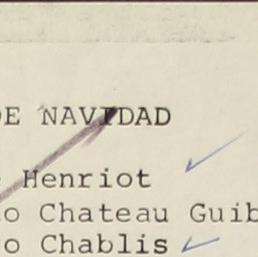 DE NAVIDAD
Henriot
o Chateau Guib
o Chablis